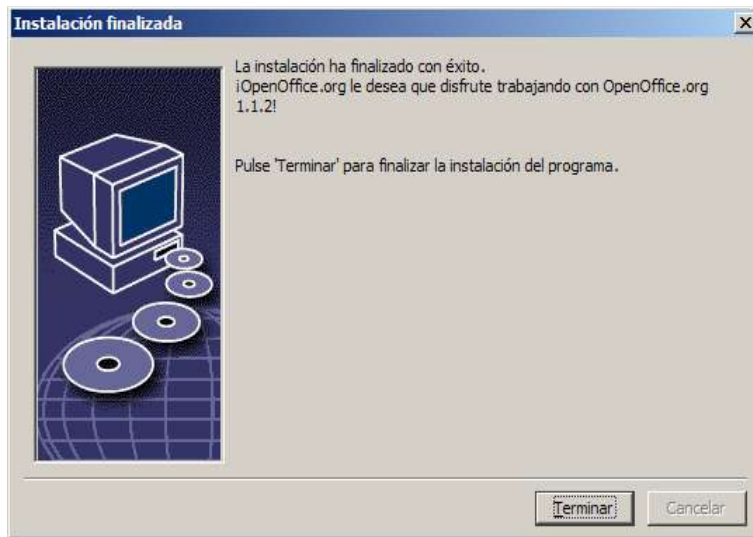 Instalación finalizada
La instalación ha finalizado con éxito.
iOpenOffice.org le desea que disfrute trabajando con OpenOffice.org
1.1.2!
Pulse 'Terminar' para finalizar la instalación del programa.
Terminar
Cancelar